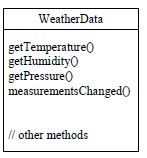 WeatherData
getTemperature()
getHumidity()
getPressure()
measurementsChanged()
// other methods